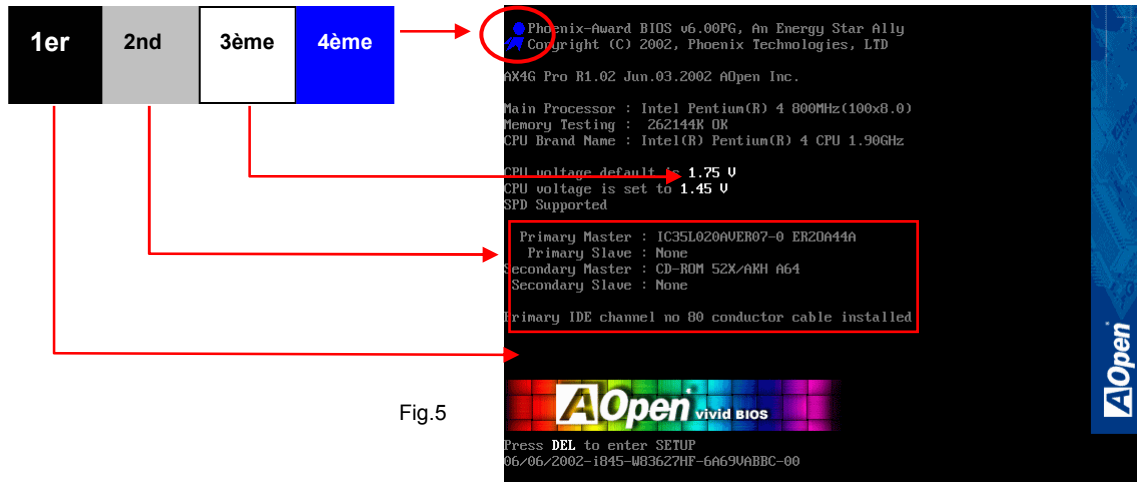 1er 2nd 3ème 4ème
Phoenix-Award BIOS v6.00PG, An Energy Star Ally
Copyright (C) 2002, Phoenix Technologies, LTD
AX4G Pro R1.02 Jun.03.2002 AOpen Inc.
Main Processor : Intel Pentium(R) 4 800MHz(100x8.0)
Memory Testing : 262144K OK
CPU Brand Name : Intel(R) Pentium(R) 4 CPU 1.90GHz
CPU voltage default is 1.75 V
CPU voltage is set to 1.45 V
SPD Supported
Primary Master : IC35L020AVER07-0 ER2OA44A
Primary Slave : None
Secondary Master : CD-ROM 52X/AKH A64
Secondary Slave : None
Primary IDE channel no 80 conductor cable installed
AOpen
Fig.5
AOpen vivid BIOS
Press DEL to enter SETUP
06/06/2002-i845-W83627HF-6A69VABBC-00